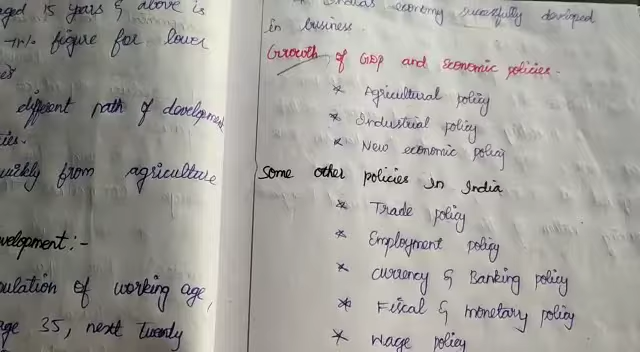 aged 15 years & above is
figure for lower
different path of development
from agriculture
development:-
population of working age,
age 35, next twenty
* India's economy sucessfully developed
in business.
Growth of GDP and Economic policies.
* Agricultural policy
* Industrial policy
* New economic policy
Some other policies in India
* Trade policy
* Employment policy
* currency & Banking policy
* Fiscal & monetary policy
* Wage policy